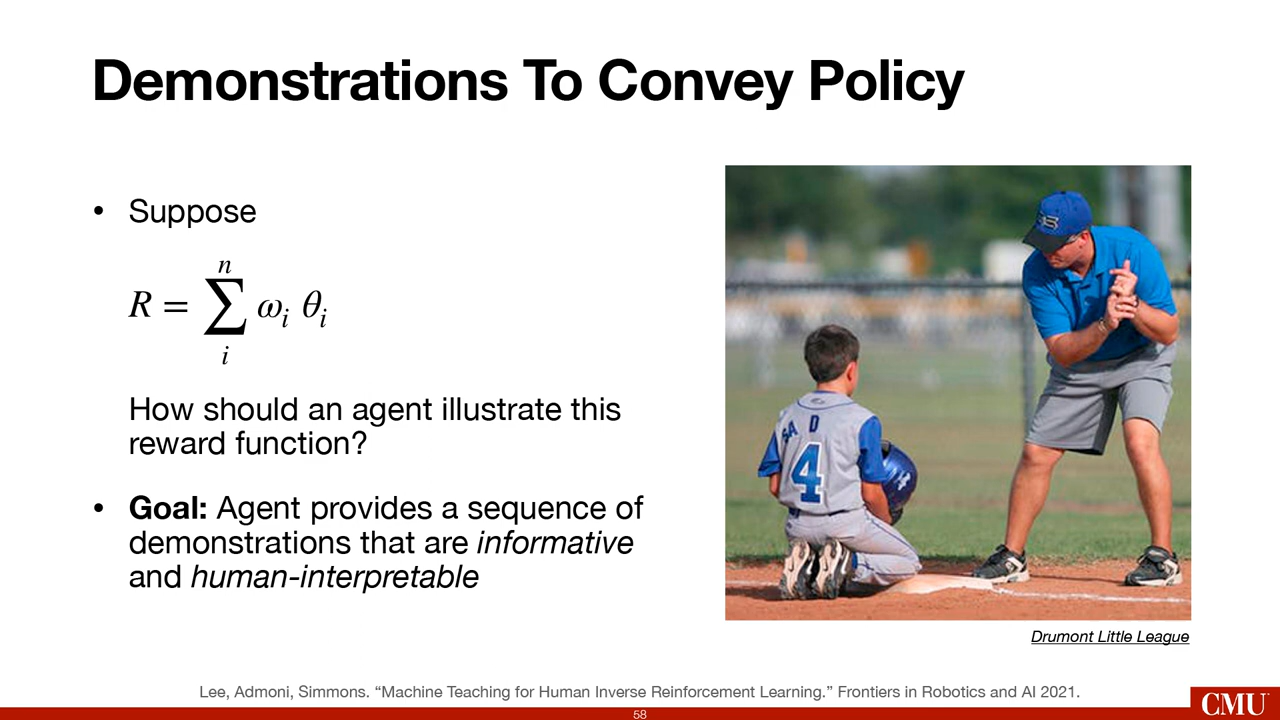 Demonstrations To Convey Policy
• Suppose
n
R = ∑ ωᵢ θᵢ
i
How should an agent illustrate this
reward function?
• Goal: Agent provides a sequence of
demonstrations that are informative
and human-interpretable
4
Drumont Little League
Lee, Admoni, Simmons. “Machine Teaching for Human Inverse Reinforcement Learning.” Frontiers in Robotics and AI 2021.
58
CMU